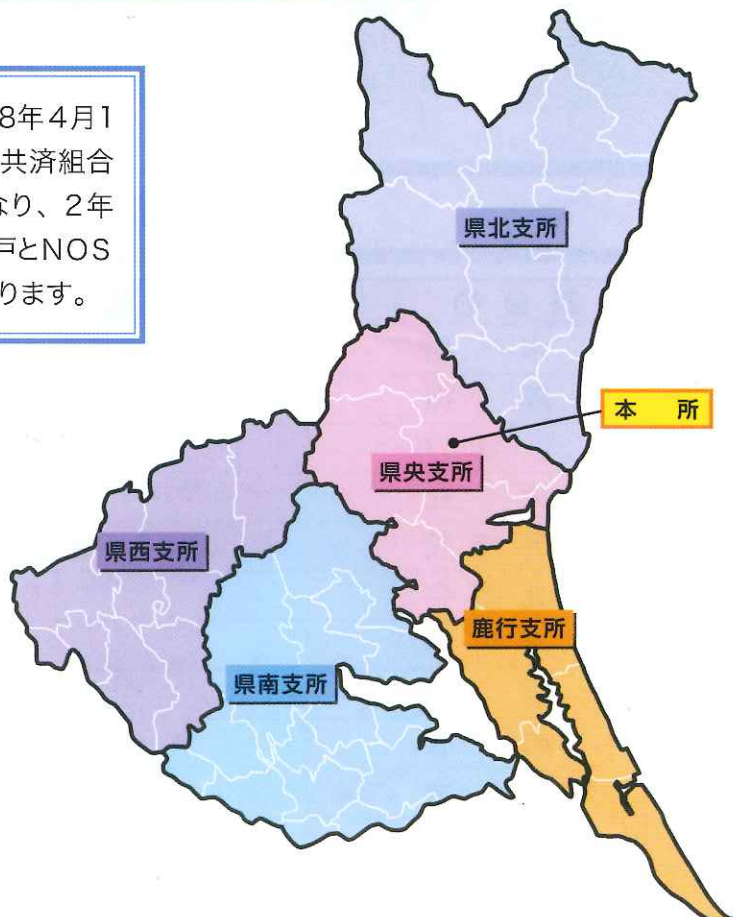 8年4月1
共済組合
なり、2年
戸とNOS
ります。
県北支所
本 所
県央支所
県西支所
鹿行支所
県南支所